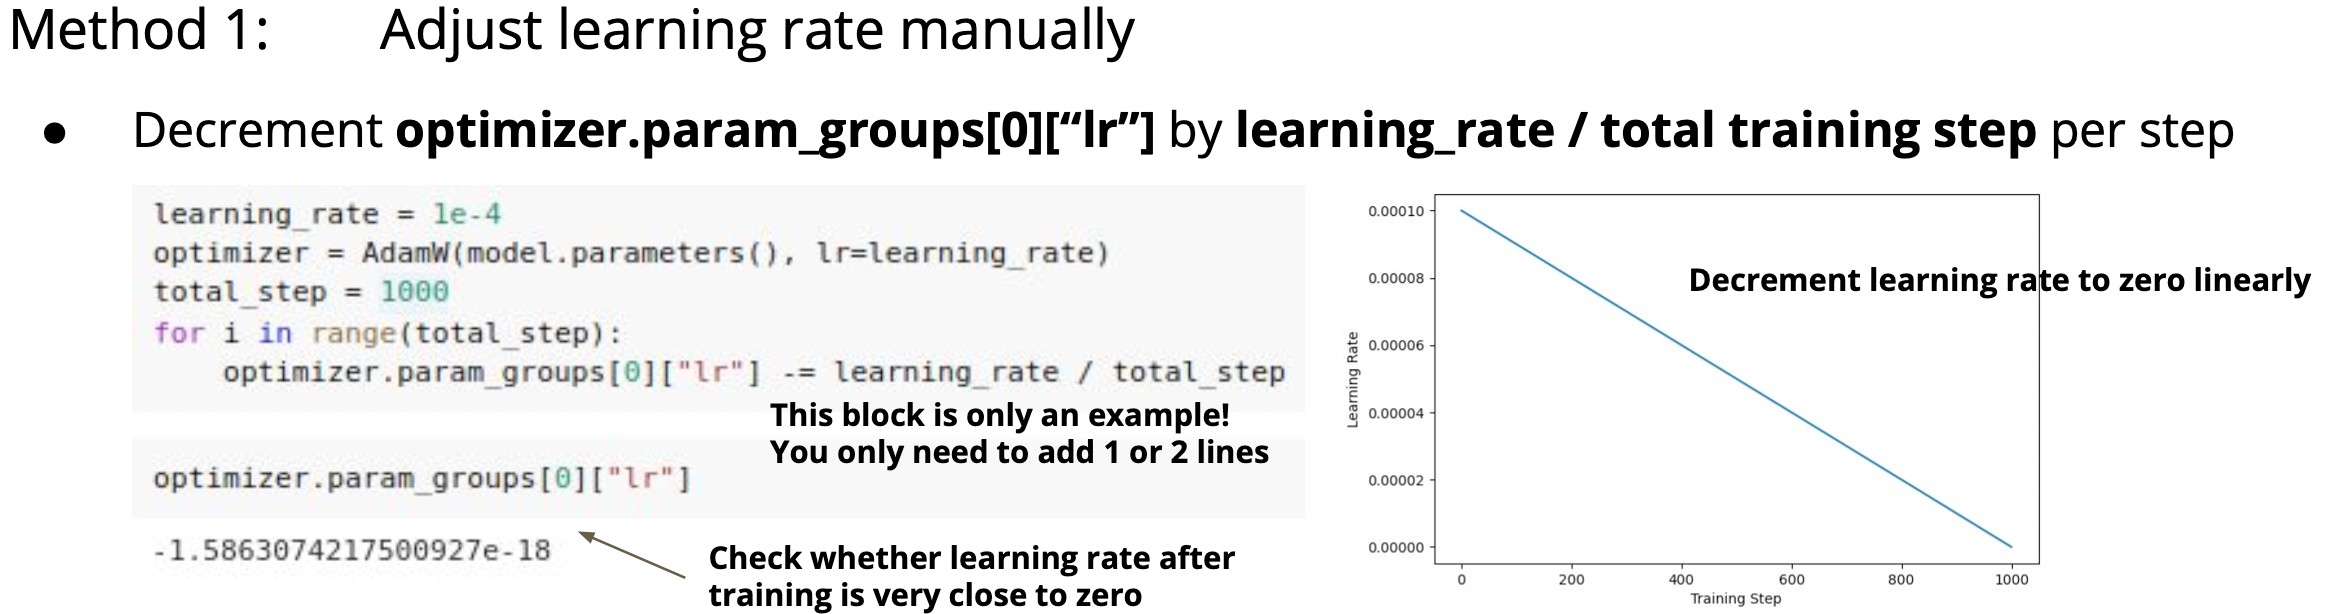 Method 1: Adjust learning rate manually
● Decrement optimizer.param_groups[0][“lr”] by learning_rate / total training step per step
learning_rate = 1e-4
optimizer = AdamW(model.parameters(), lr=learning_rate)
total_step = 1000
for i in range(total_step):
    optimizer.param_groups[0]["lr"] -= learning_rate / total_step
This block is only an example!
You only need to add 1 or 2 lines
optimizer.param_groups[0]["lr"]
-1.5863074217500927e-18
Check whether learning rate after
training is very close to zero
Decrement learning rate to zero linearly
0.00010
0.00008
0.00006
0.00004
0.00002
0.00000
Learning Rate
0 200 400 600 800 1000
Training Step